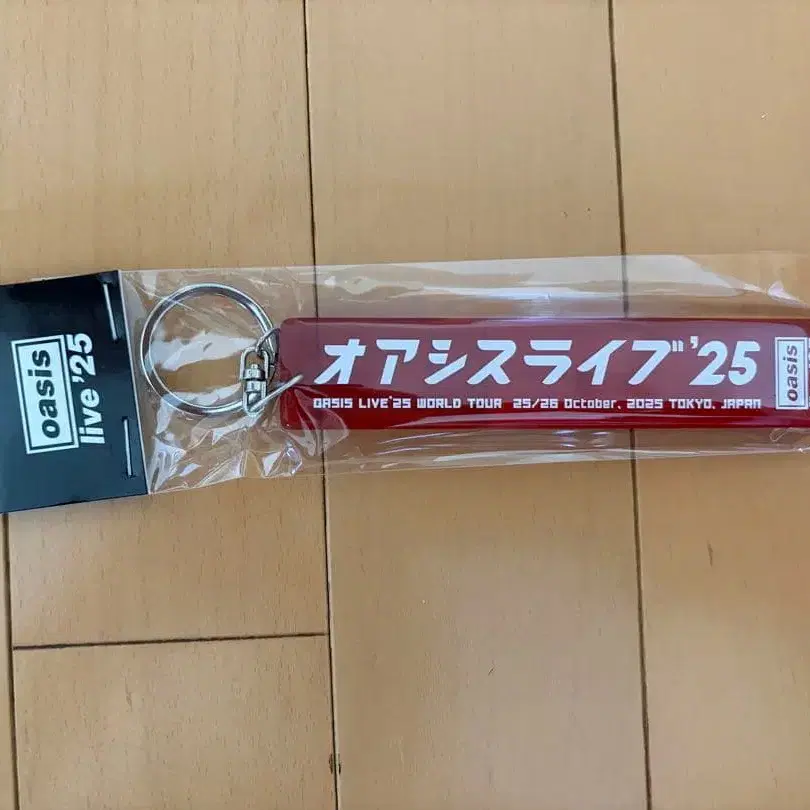 oasis
live '25
オアシスライブ'25
OASIS LIVE'25 WORLD TOUR 25/26 October, 2025 TOKYO, JAPAN
oasis